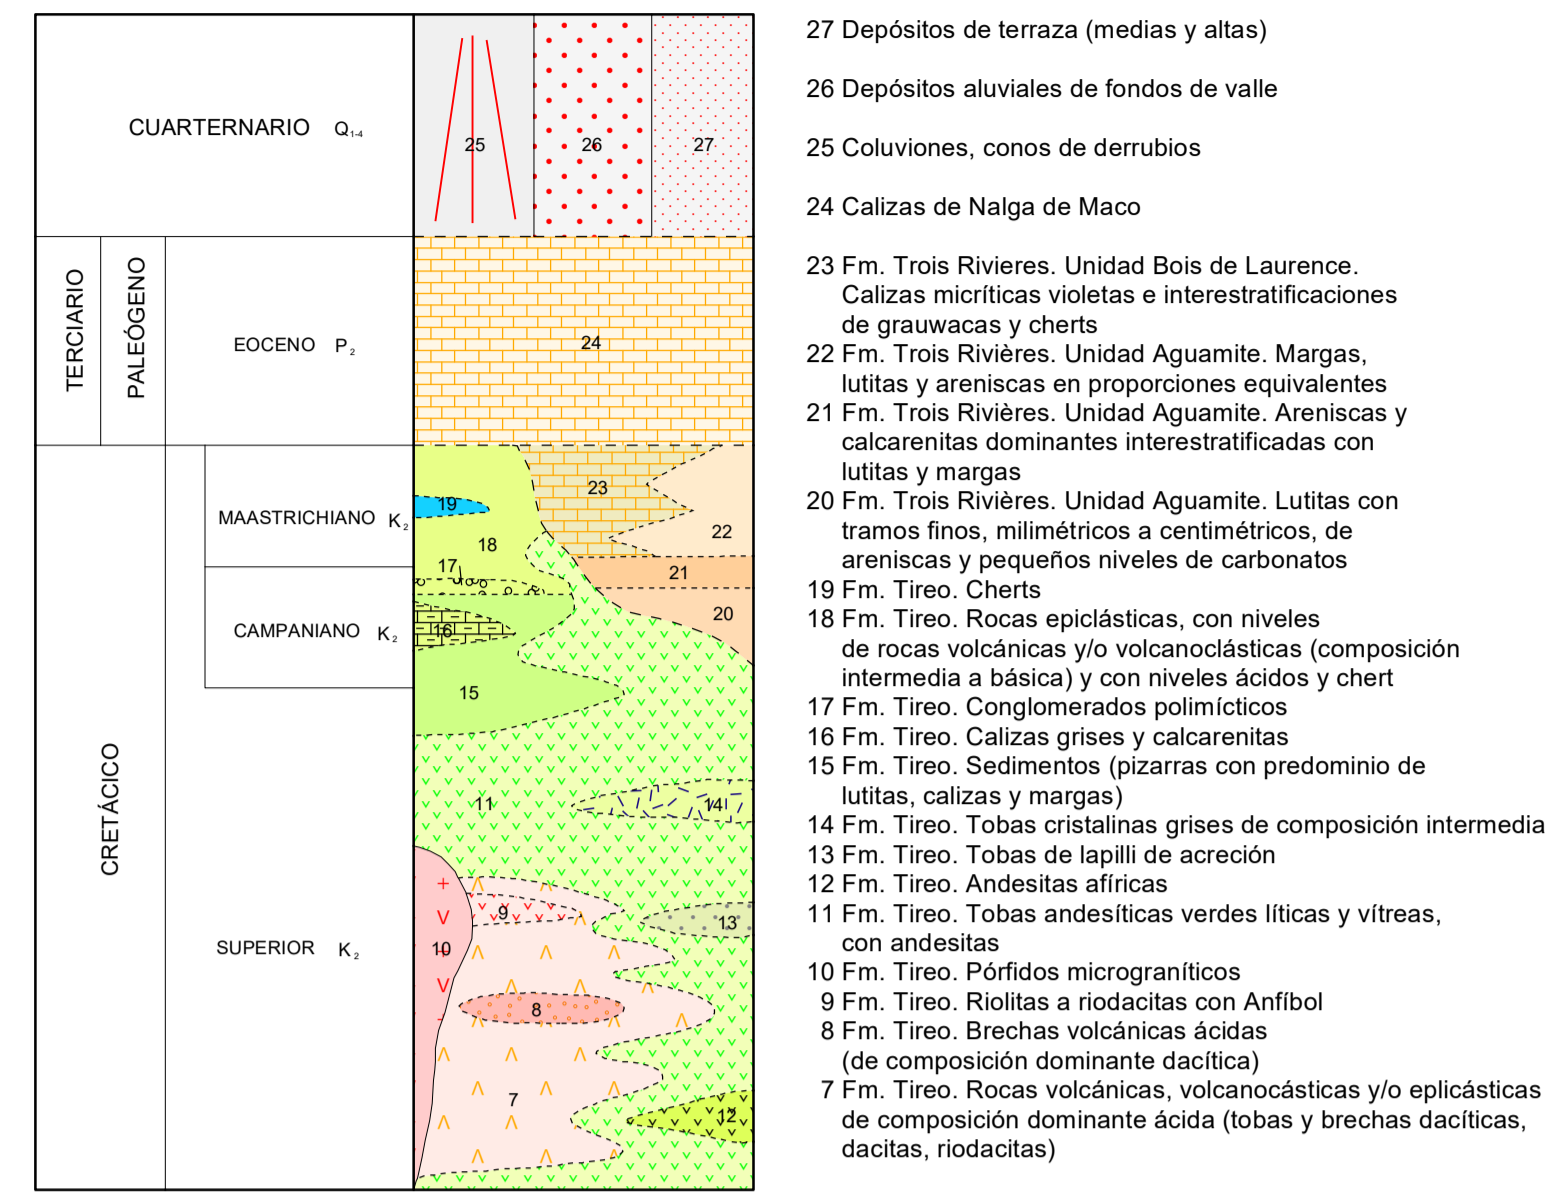 CUARTERNARIO Q1-4
TERCIARIO
PALEÓGENO
EOCENO P2
CRETÁCICO
MAASTRICHIANO K2
CAMPANIANO K2
SUPERIOR K2
25
26
27
24
23
19
22
18
17
21
20
16
15
11
14
9
13
10
8
7
12
27 Depósitos de terraza (medias y altas)
26 Depósitos aluviales de fondos de valle
25 Coluviones, conos de derrubios
24 Calizas de Nalga de Maco
23 Fm. Trois Rivieres. Unidad Bois de Laurence.
Calizas micríticas violetas e interestratificaciones
de grauwacas y cherts
22 Fm. Trois Rivières. Unidad Aguamite. Margas,
lutitas y areniscas en proporciones equivalentes
21 Fm. Trois Rivières. Unidad Aguamite. Areniscas y
calcarenitas dominantes interestratificadas con
lutitas y margas
20 Fm. Trois Rivières. Unidad Aguamite. Lutitas con
tramos finos, milimétricos a centimétricos, de
areniscas y pequeños niveles de carbonatos
19 Fm. Tireo. Cherts
18 Fm. Tireo. Rocas epiclásticas, con niveles
de rocas volcánicas y/o volcanoclásticas (composición
intermedia a básica) y con niveles ácidos y chert
17 Fm. Tireo. Conglomerados polimícticos
16 Fm. Tireo. Calizas grises y calcarenitas
15 Fm. Tireo. Sedimentos (pizarras con predominio de
lutitas, calizas y margas)
14 Fm. Tireo. Tobas cristalinas grises de composición intermedia
13 Fm. Tireo. Tobas de lapilli de acreción
12 Fm. Tireo. Andesitas afíricas
11 Fm. Tireo. Tobas andesíticas verdes líticas y vítreas,
con andesitas
10 Fm. Tireo. Pórfidos microgramíticos
9 Fm. Tireo. Riolitas a riodacitas con Anfíbol
8 Fm. Tireo. Brechas volcánicas ácidas
(de composición dominante dacítica)
7 Fm. Tireo. Rocas volcánicas, volcanocásticas y/o eplicásticas
de composición dominante ácida (tobas y brechas dacíticas,
dacitas, riodacitas)